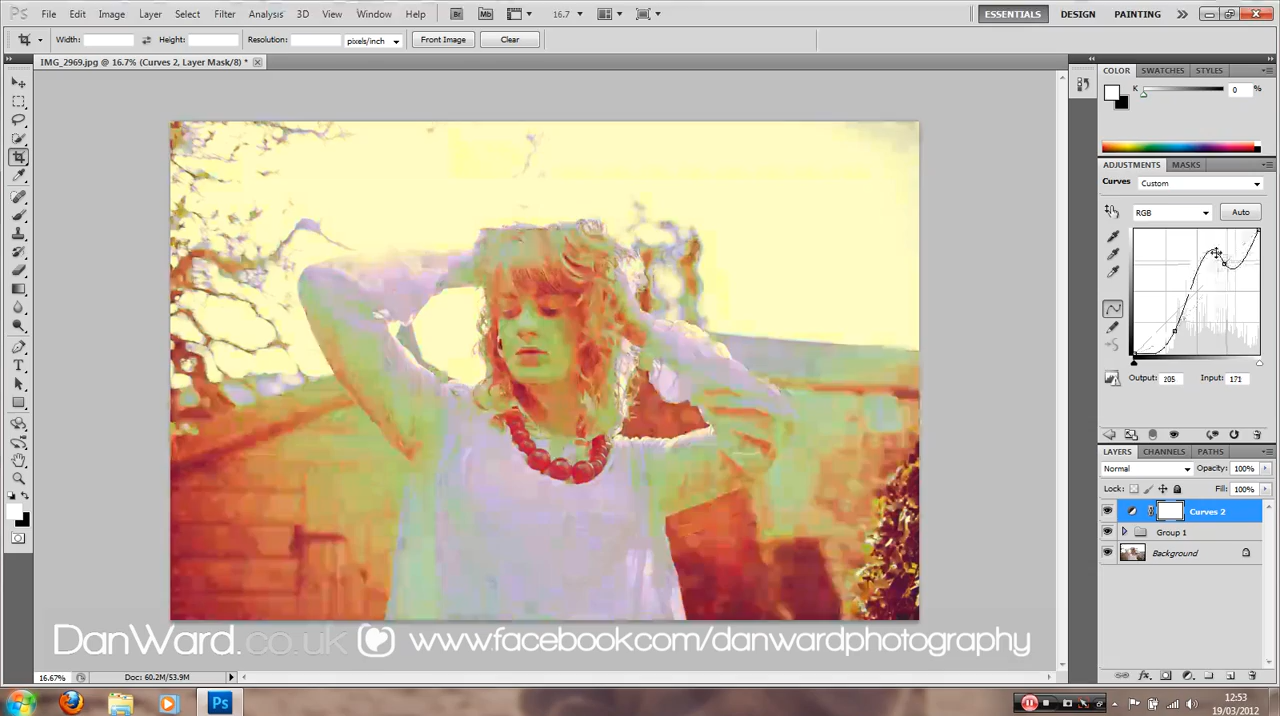 PS File Edit Image Layer Select Filter Analysis 3D View Window Help Br Mb 16.7 ESSENTIALS DESIGN PAINTING
Width: Height: Resolution: pixels/inch Front Image Clear
IMG_2969.jpg @ 16.7% (Curves 2, Layer Mask/8) *
COLOR SWATCHES STYLES
K 0 %
ADJUSTMENTS MASKS
Curves Custom
RGB Auto
Output: 205 Input: 171
LAYERS CHANNELS PATHS
Normal Opacity: 100%
Lock: Fill: 100%
Curves 2
Group 1
Background
DanWard.co.uk www.facebook.com/danwardphotography
16.67% Doc: 60.2M/53.9M
Ps
12:53
19/03/2012